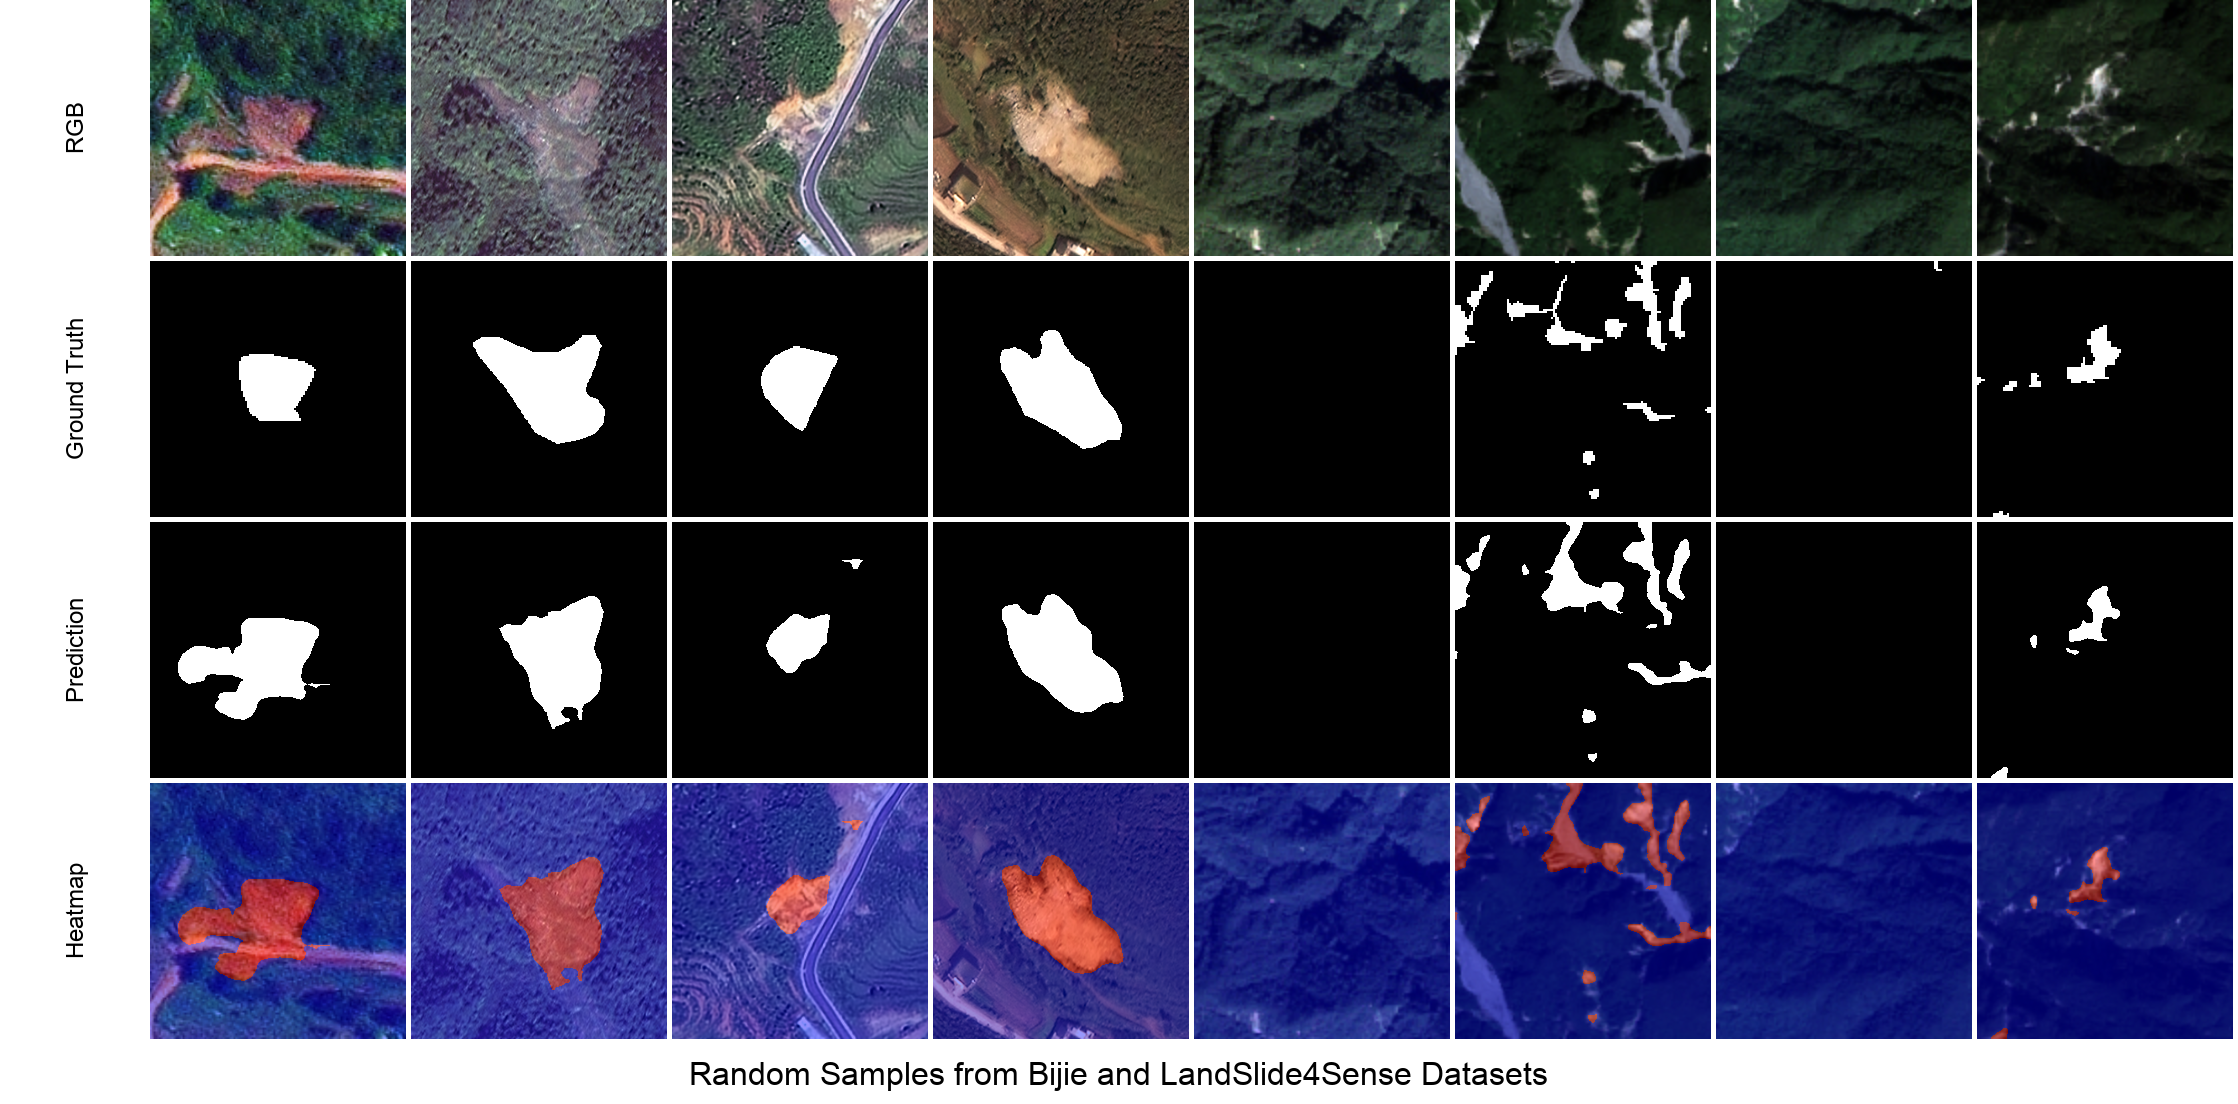 RGB
Ground Truth
Prediction
Heatmap
Random Samples from Bijie and LandSlide4Sense Datasets